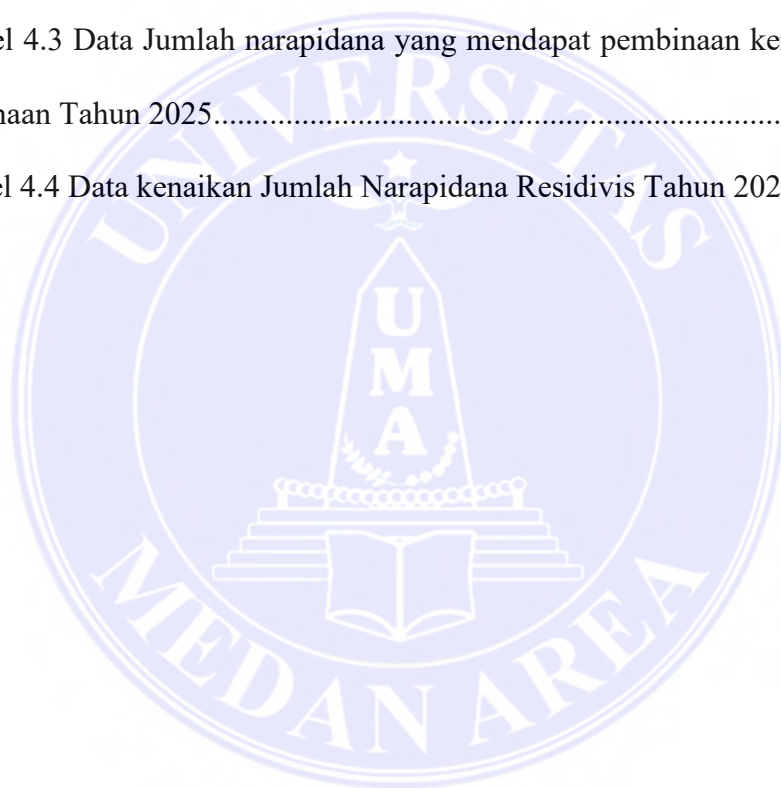 el 4.3 Data Jumlah narapidana yang mendapat pembinaan ke
naan Tahun 2025........................................................................
el 4.4 Data kenaikan Jumlah Narapidana Residivis Tahun 202
UNIVERSITAS
UMA
MEDAN AREA